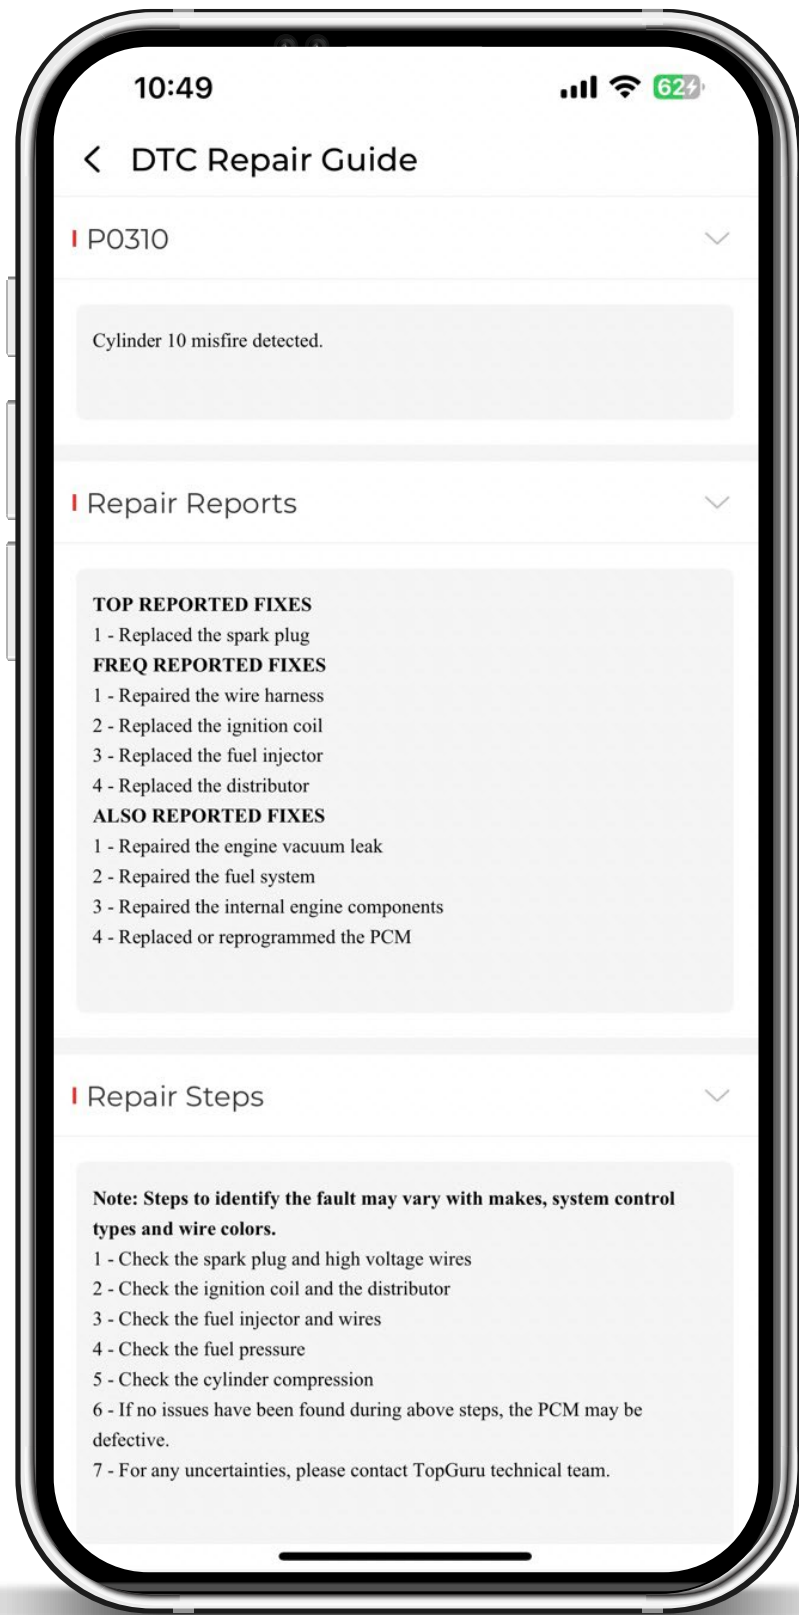 10:49
62
DTC Repair Guide
P0310
Cylinder 10 misfire detected.
Repair Reports
TOP REPORTED FIXES
1 - Replaced the spark plug
FREQ REPORTED FIXES
1 - Repaired the wire harness
2 - Replaced the ignition coil
3 - Replaced the fuel injector
4 - Replaced the distributor
ALSO REPORTED FIXES
1 - Repaired the engine vacuum leak
2 - Repaired the fuel system
3 - Repaired the internal engine components
4 - Replaced or reprogrammed the PCM
Repair Steps
Note: Steps to identify the fault may vary with makes, system control
types and wire colors.
1 - Check the spark plug and high voltage wires
2 - Check the ignition coil and the distributor
3 - Check the fuel injector and wires
4 - Check the fuel pressure
5 - Check the cylinder compression
6 - If no issues have been found during above steps, the PCM may be
defective.
7 - For any uncertainties, please contact TopGuru technical team.